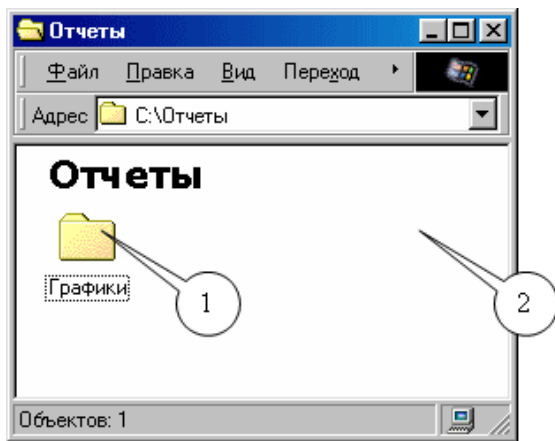 Отчеты
Файл Правка Вид Переход
Адрес C:\Отчеты
Отчеты
Графики
1
2
Объектов: 1